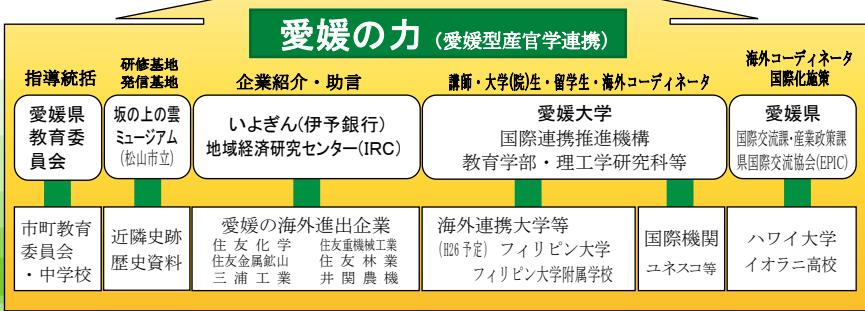 愛媛の力 (愛媛型産官学連携)
指導統括
研修基地
発信基地
企業紹介・助言
講師・大学(院)生・留学生・海外コーディネータ
海外コーディネータ
国際化施策
愛媛県
教育委
員会
坂の上の雲
ミュージアム
(松山市立)
いよぎん(伊予銀行)
地域経済研究センター(IRC)
愛媛大学
国際連携推進機構
教育学部・理工学研究科等
愛媛県
国際交流課・産業政策課
県国際交流協会(EPIC)
市町教育
委員会
・中学校
近隣史跡
歴史資料
愛媛の海外進出企業
住友化学 住友重機械工業
住友金属鉱山 住友林業
三浦工業 井関農機
海外連携大学等
(H26予定) フィリピン大学
フィリピン大学附属学校
国際機関
ユネスコ等
ハワイ大学
イオラニ高校